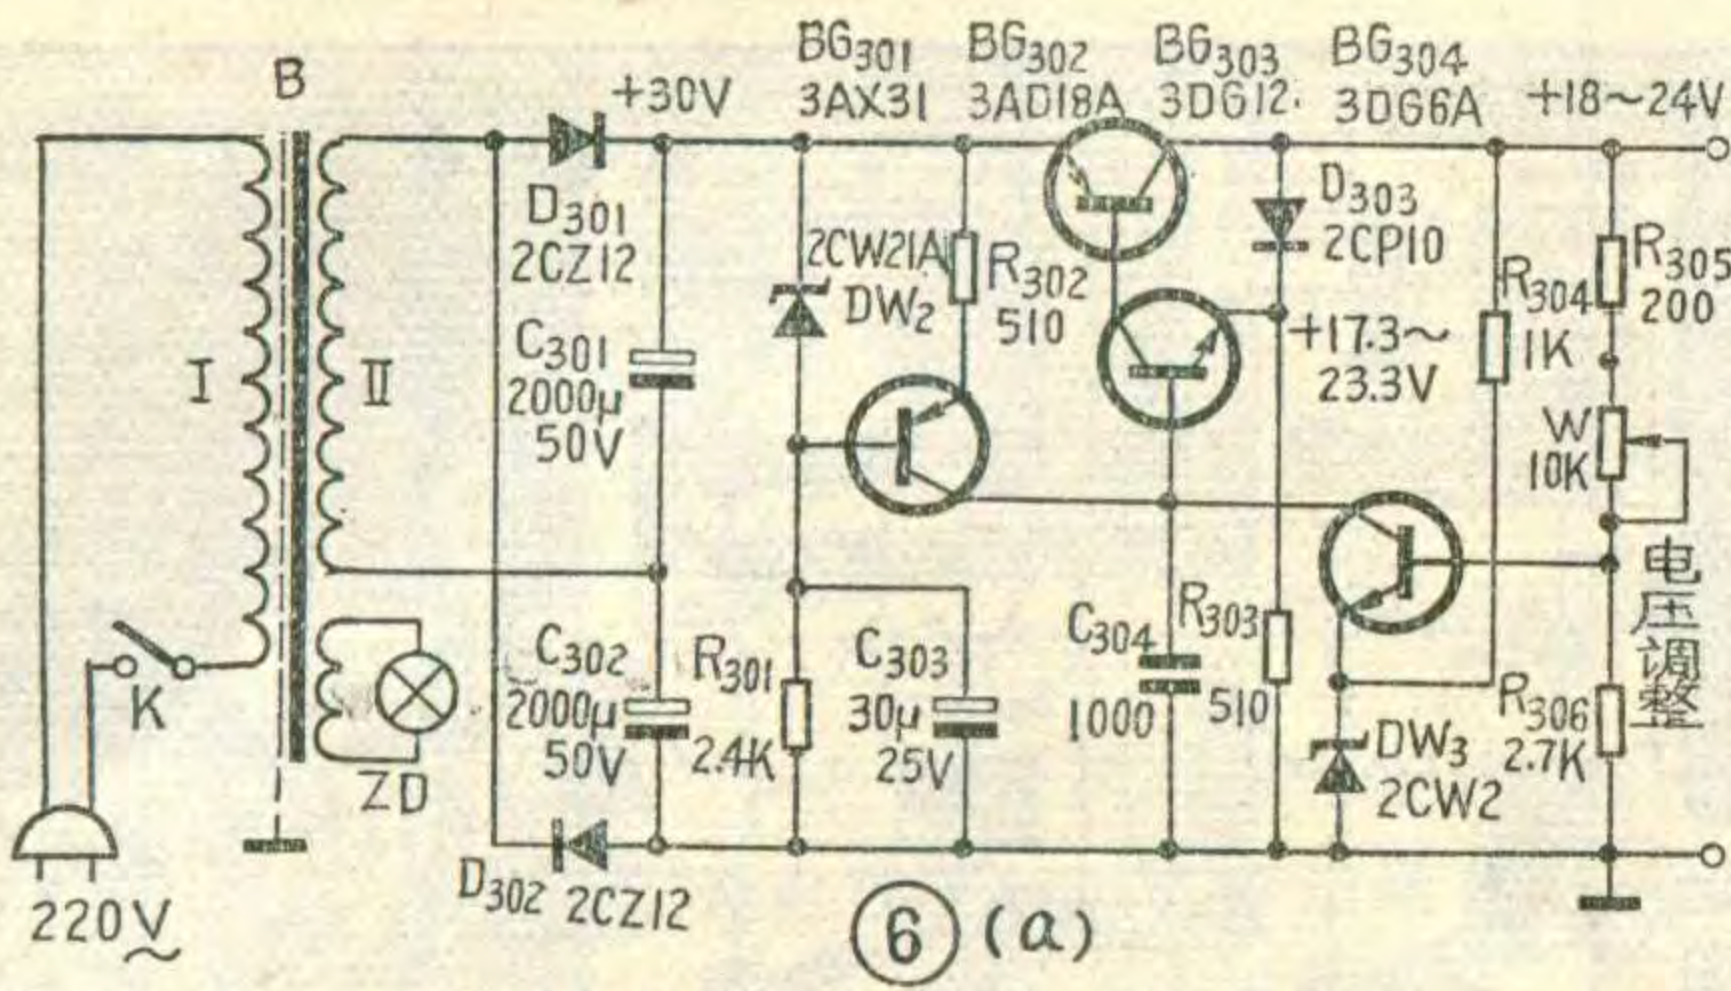 B
+30V
BG301
3AX31
BG302
3AD18A
BG303
3DG12.
BG304
3DG6A
+18～24V
D301
2CZ12
C301
2000μ
50V
I
II
2CW21A
DW2
R302
510
D303
2CP10
+17.3～
23.3V
R304
1K
R305
200
W
10K
电压调整
K
ZD
C302
2000μ
50V
R301
2.4K
C303
30μ
25V
C304
1000
R303
510
DW3
2CW2
R306
2.7K
D302 2CZ12
220V
～
6 (a)